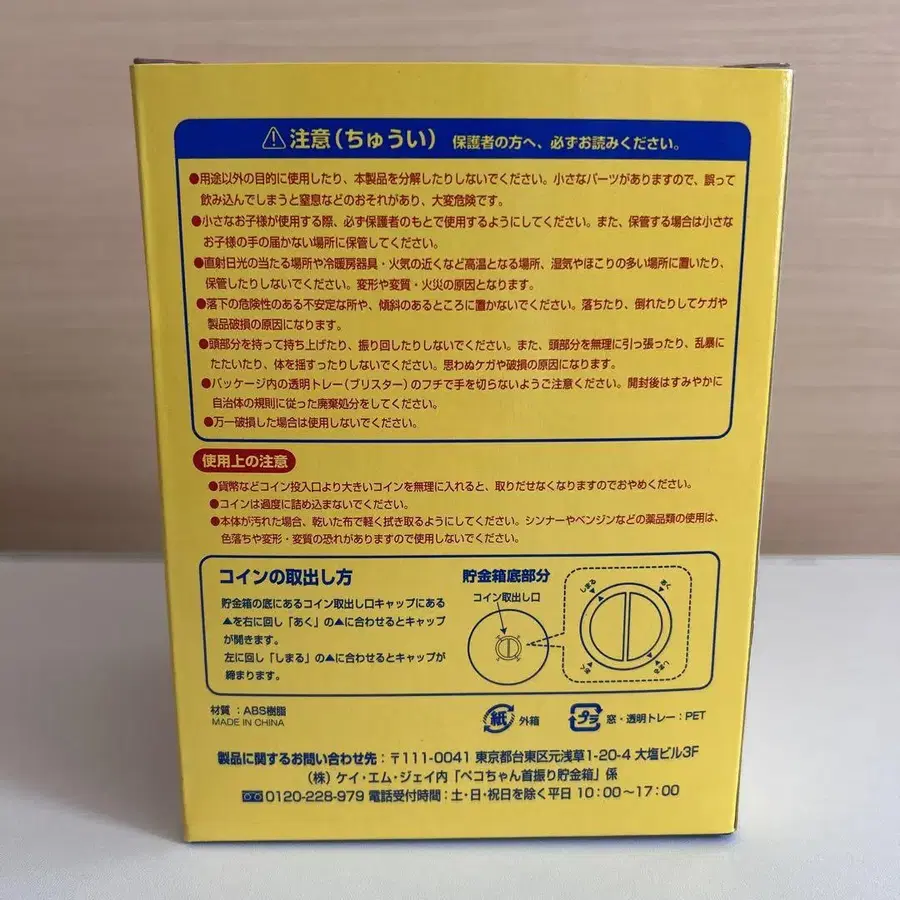 ⚠注意(ちゅうい) 保護者の方へ、必ずお読みください。
●用途以外の目的に使用したり、本製品を分解したりしないでください。小さなパーツがありますので、誤って
飲み込んでしまうと窒息などのおそれがあり、大変危険です。
●小さなお子様が使用する際、必ず保護者のもとで使用するようにしてください。また、保管する場合は小さな
お子様の手の届かない場所に保管してください。
●直射日光の当たる場所や冷暖房器具・火気の近くなど高温となる場所、湿気やほこりの多い場所に置いたり、
保管したりしないでください。変形や変質・火災の原因となります。
●落下の危険性のある不安定な所や、傾斜のあるところに置かないでください。落ちたり、倒れたりしてケガや
製品破損の原因になります。
●頭部分を持って持ち上げたり、振り回したりしないでください。また、頭部分を無理に引っ張ったり、乱暴に
たたいたり、体を揺すったりしないでください。思わぬケガや破損の原因になります。
●パッケージ内の透明トレー(ブリスター)のフチで手を切らないようご注意ください。開封後はすみやかに
自治体の規則に従った廃棄処分をしてください。
●万一破損した場合は使用しないでください。
使用上の注意
●貨幣などコイン投入口より大きいコインを無理に入れると、取りだせなくなりますのでおやめください。
●コインは過度に詰め込まないでください。
●本体が汚れた場合、乾いた布で軽く拭き取るようにしてください。シンナーやベンジンなどの薬品類の使用は、
色落ちや変形・変質の恐れがありますので使用しないでください。
コインの取出し方
貯金箱の底にあるコイン取出し口キャップにある
▲を右に回し「あく」の▲に合わせるとキャップ
が開きます。
左に回し「しまる」の▲に合わせるとキャップが
締まります。
貯金箱底部分
コイン取出し口
しまる
あく
あく
しまる
材質:ABS樹脂
MADE IN CHINA
紙 外箱
プラ 窓・透明トレー:PET
製品に関するお問い合わせ先:〒111-0041 東京都台東区元浅草1-20-4 大塩ビル3F
(株)ケイ・エム・ジェイ内「ペコちゃん首振り貯金箱」係
0120-228-979 電話受付時間:土・日・祝日を除く平日 10:00〜17:00